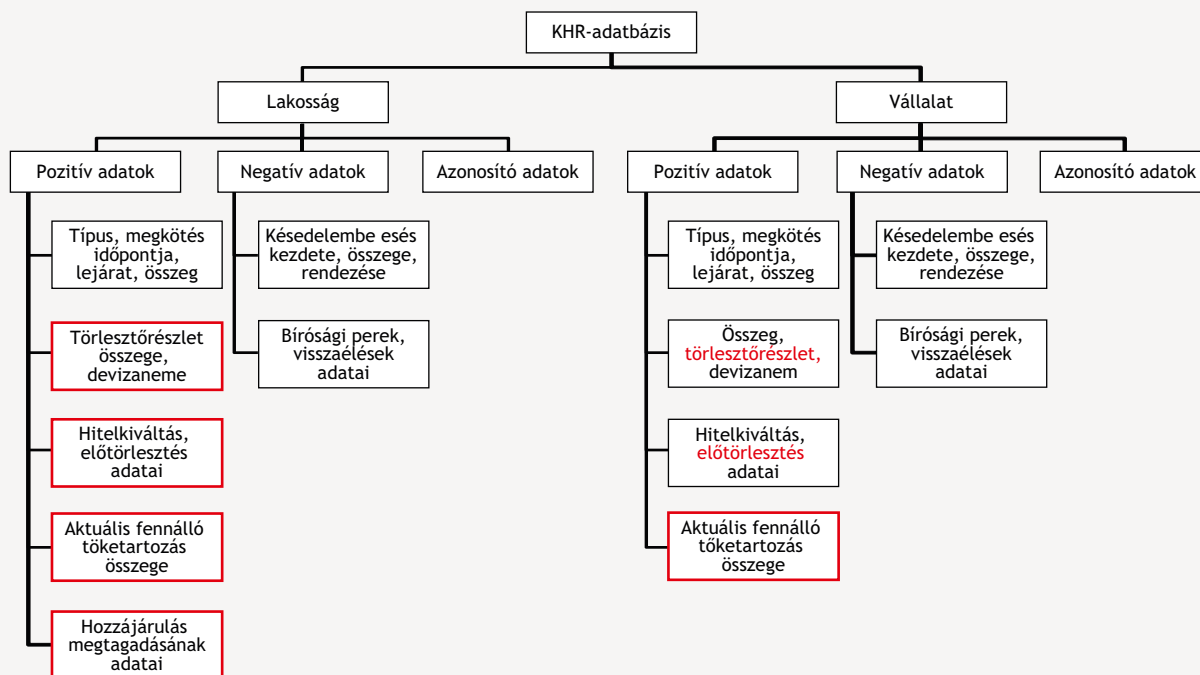 KHR-adatbázis
Lakosság
Vállalat
Pozitív adatok
Negatív adatok
Azonosító adatok
Pozitív adatok
Negatív adatok
Azonosító adatok
Típus, megkötés
időpontja,
lejárat, összeg
Késedelembe esés
kezdete, összege,
rendezése
Típus, megkötés
időpontja,
lejárat, összeg
Késedelembe esés
kezdete, összege,
rendezése
Törlesztőrészlet
összege,
devizaneme
Bírósági perek,
visszaélések
adatai
Összeg,
törlesztőrészlet,
devizanem
Bírósági perek,
visszaélések
adatai
Hitelkiváltás,
előtörlesztés
adatai
Hitelkiváltás,
előtörlesztés
adatai
Aktuális fennálló
tőketartozás
összege
Aktuális fennálló
tőketartozás
összege
Hozzájárulás
megtagadásának
adatai